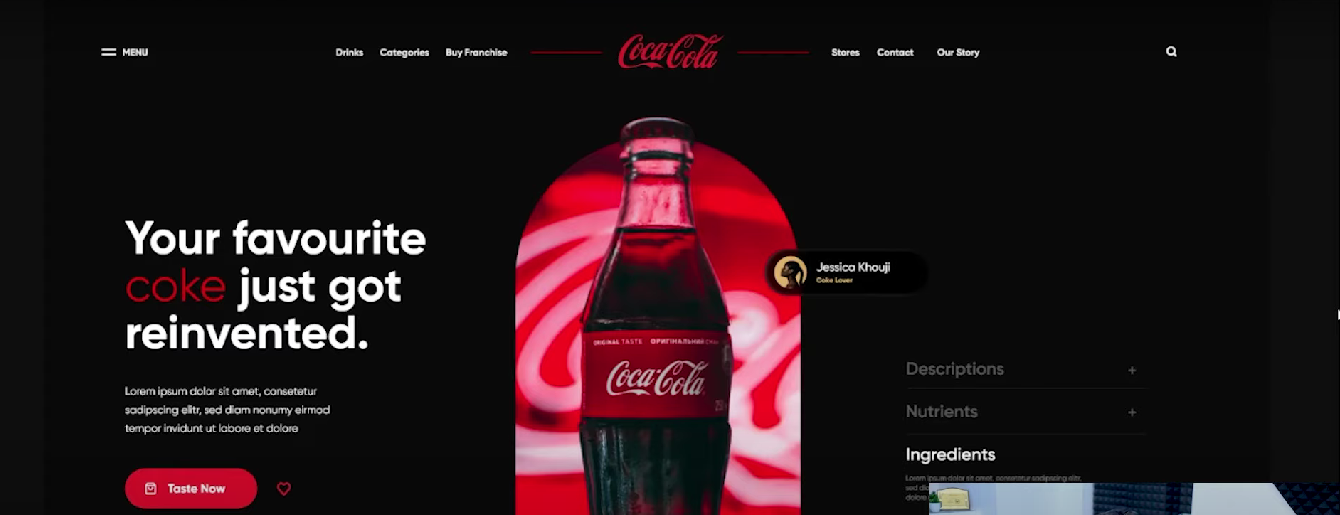 MENU
Drinks Categories Buy Franchise Coca-Cola Stores Contact Our Story
Your favourite
coke just got
reinvented.
Lorem ipsum dolor sit amet, consetetur
sadipscing elitr, sed diam nonumy eirmod
tempor invidunt ut labore et dolore
Taste Now
ORIGINAL TASTE ОРИГІНАЛЬНИЙ
Coca-Cola
Jessica Khouji
Coke Lover
Descriptions +
Nutrients +
Ingredients
Lorem ipsum dolor sit amet, consetetur sadipscing elitr,
sed
dolore